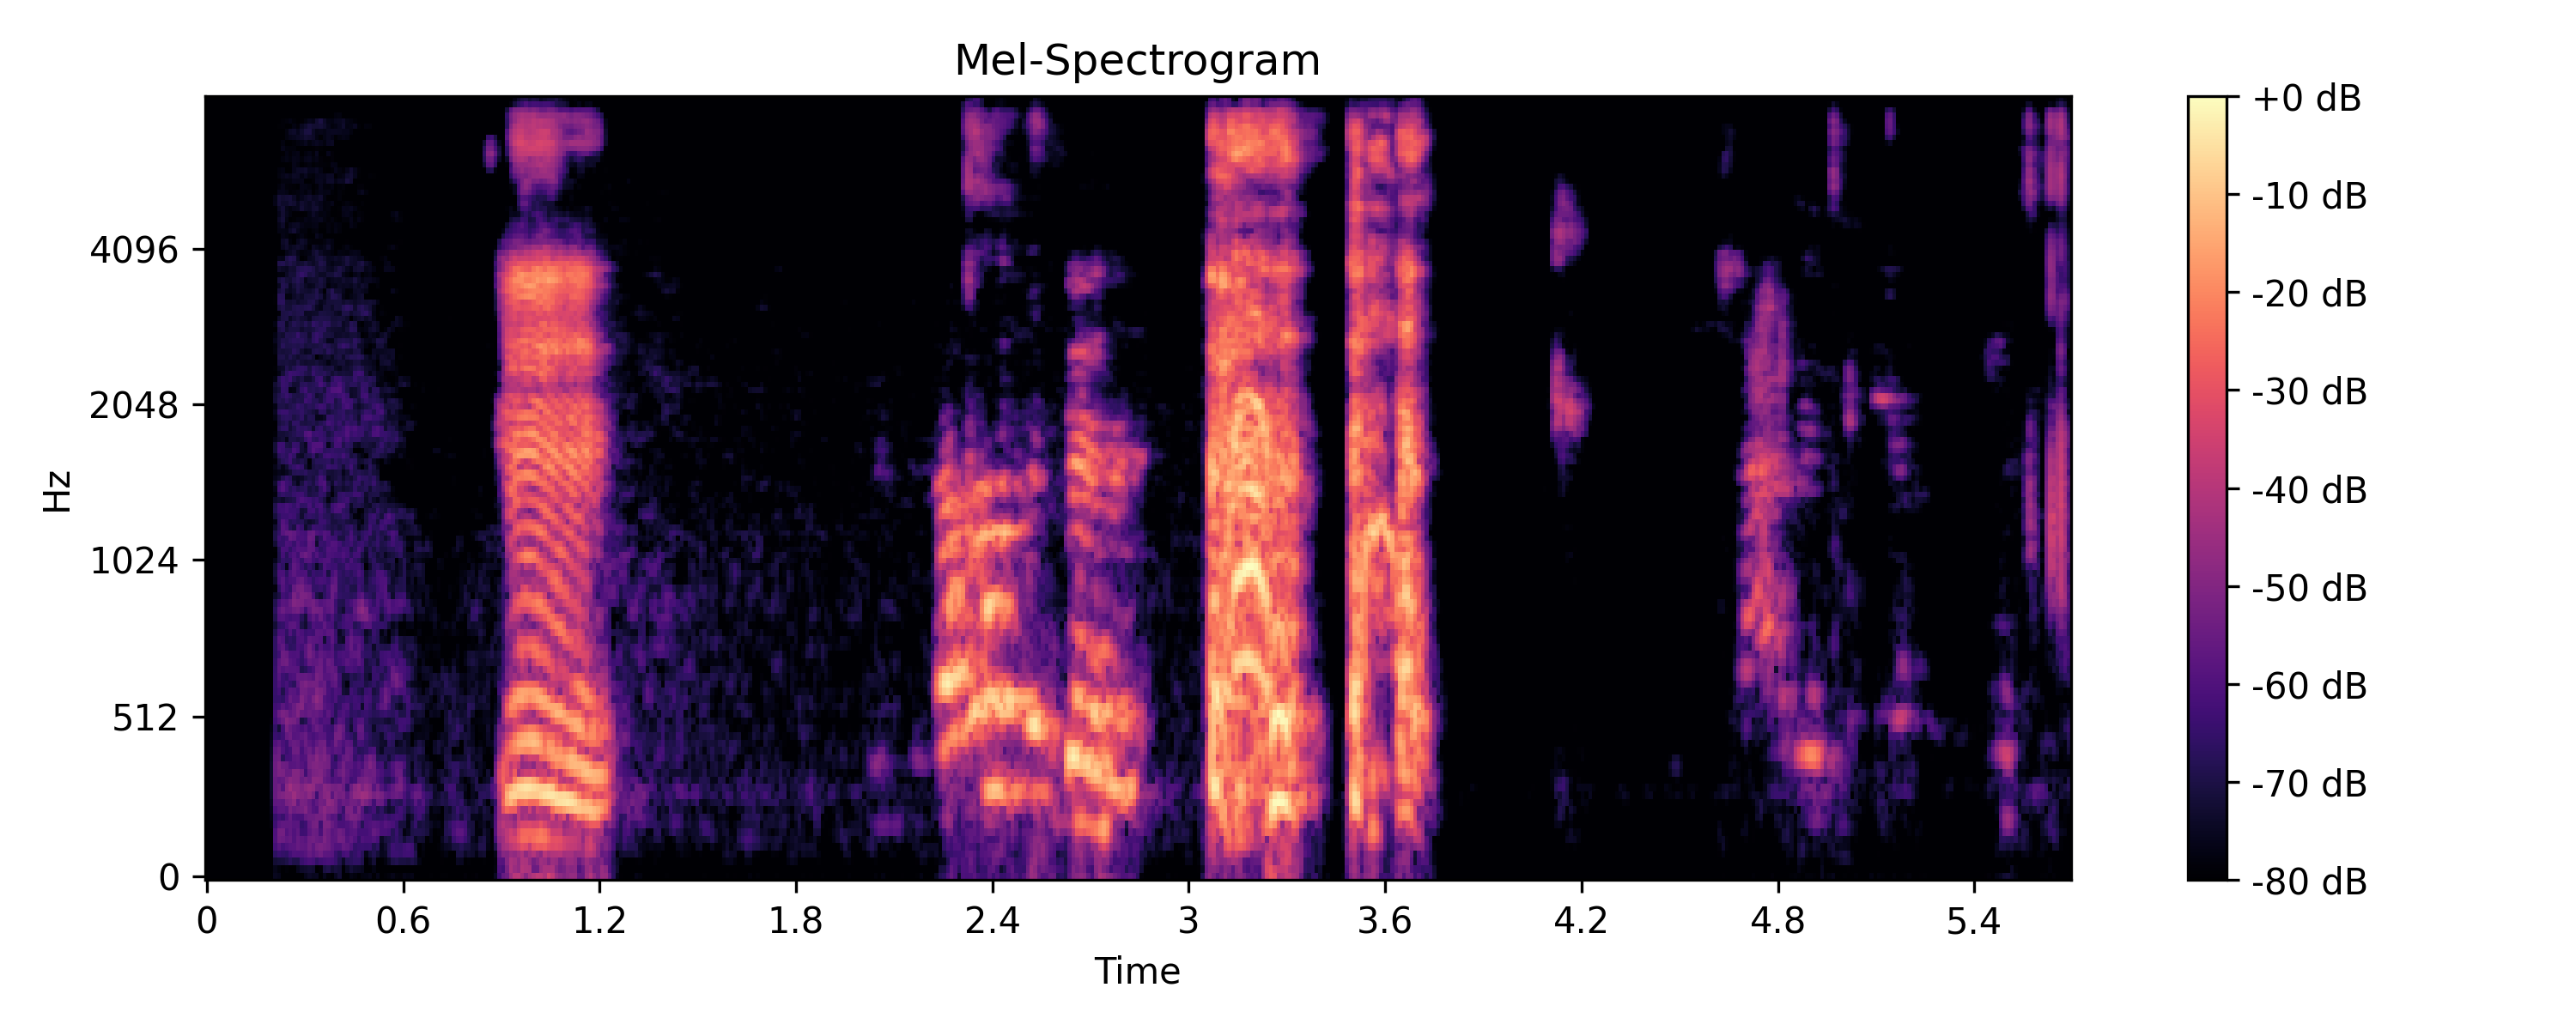 Mel-Spectrogram
+0 dB
-10 dB
-20 dB
-30 dB
-40 dB
-50 dB
-60 dB
-70 dB
-80 dB
Hz
4096
2048
1024
512
0
0 0.6 1.2 1.8 2.4 3 3.6 4.2 4.8 5.4
Time